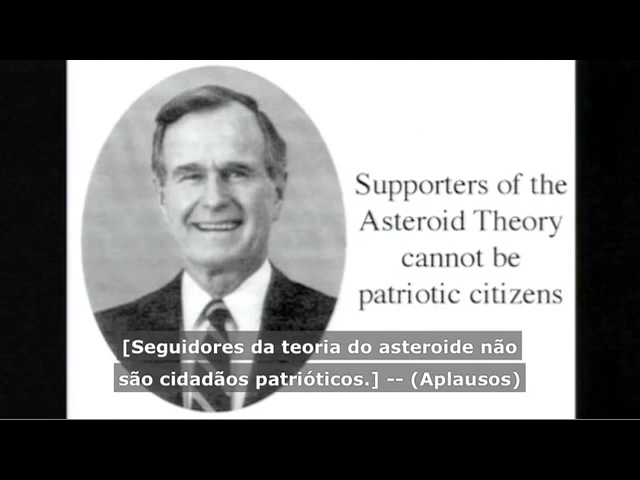 Supporters of the
Asteroid Theory
cannot be
patriotic citizens
[Seguidores da teoria do asteroide não
são cidadãos patrióticos.] -- (Aplausos)